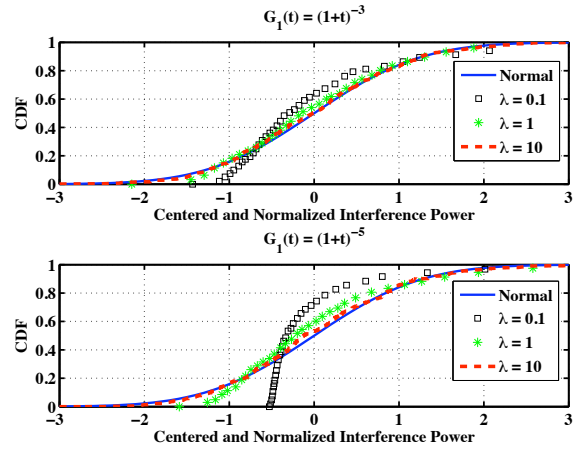 G₁(t) = (1+t)⁻³
CDF
1
0.8
0.6
0.4
0.2
0
−3 −2 −1 0 1 2 3
Normal
λ = 0.1
λ = 1
λ = 10
Centered and Normalized Interference Power
G₁(t) = (1+t)⁻⁵
CDF
1
0.8
0.6
0.4
0.2
0
−3 −2 −1 0 1 2 3
Normal
λ = 0.1
λ = 1
λ = 10
Centered and Normalized Interference Power